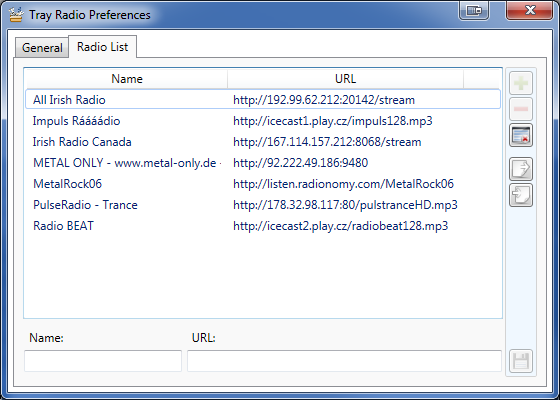 Tray Radio Preferences
General Radio List
Name URL
All Irish Radio http://192.99.62.212:20142/stream
Impuls Ráááádio http://icecast1.play.cz/impuls128.mp3
Irish Radio Canada http://167.114.157.212:8068/stream
METAL ONLY - www.metal-only.de - http://92.222.49.186:9480
MetalRock06 http://listen.radionomy.com/MetalRock06
PulseRadio - Trance http://178.32.98.117:80/pulstranceHD.mp3
Radio BEAT http://icecast2.play.cz/radiobeat128.mp3
Name: URL: